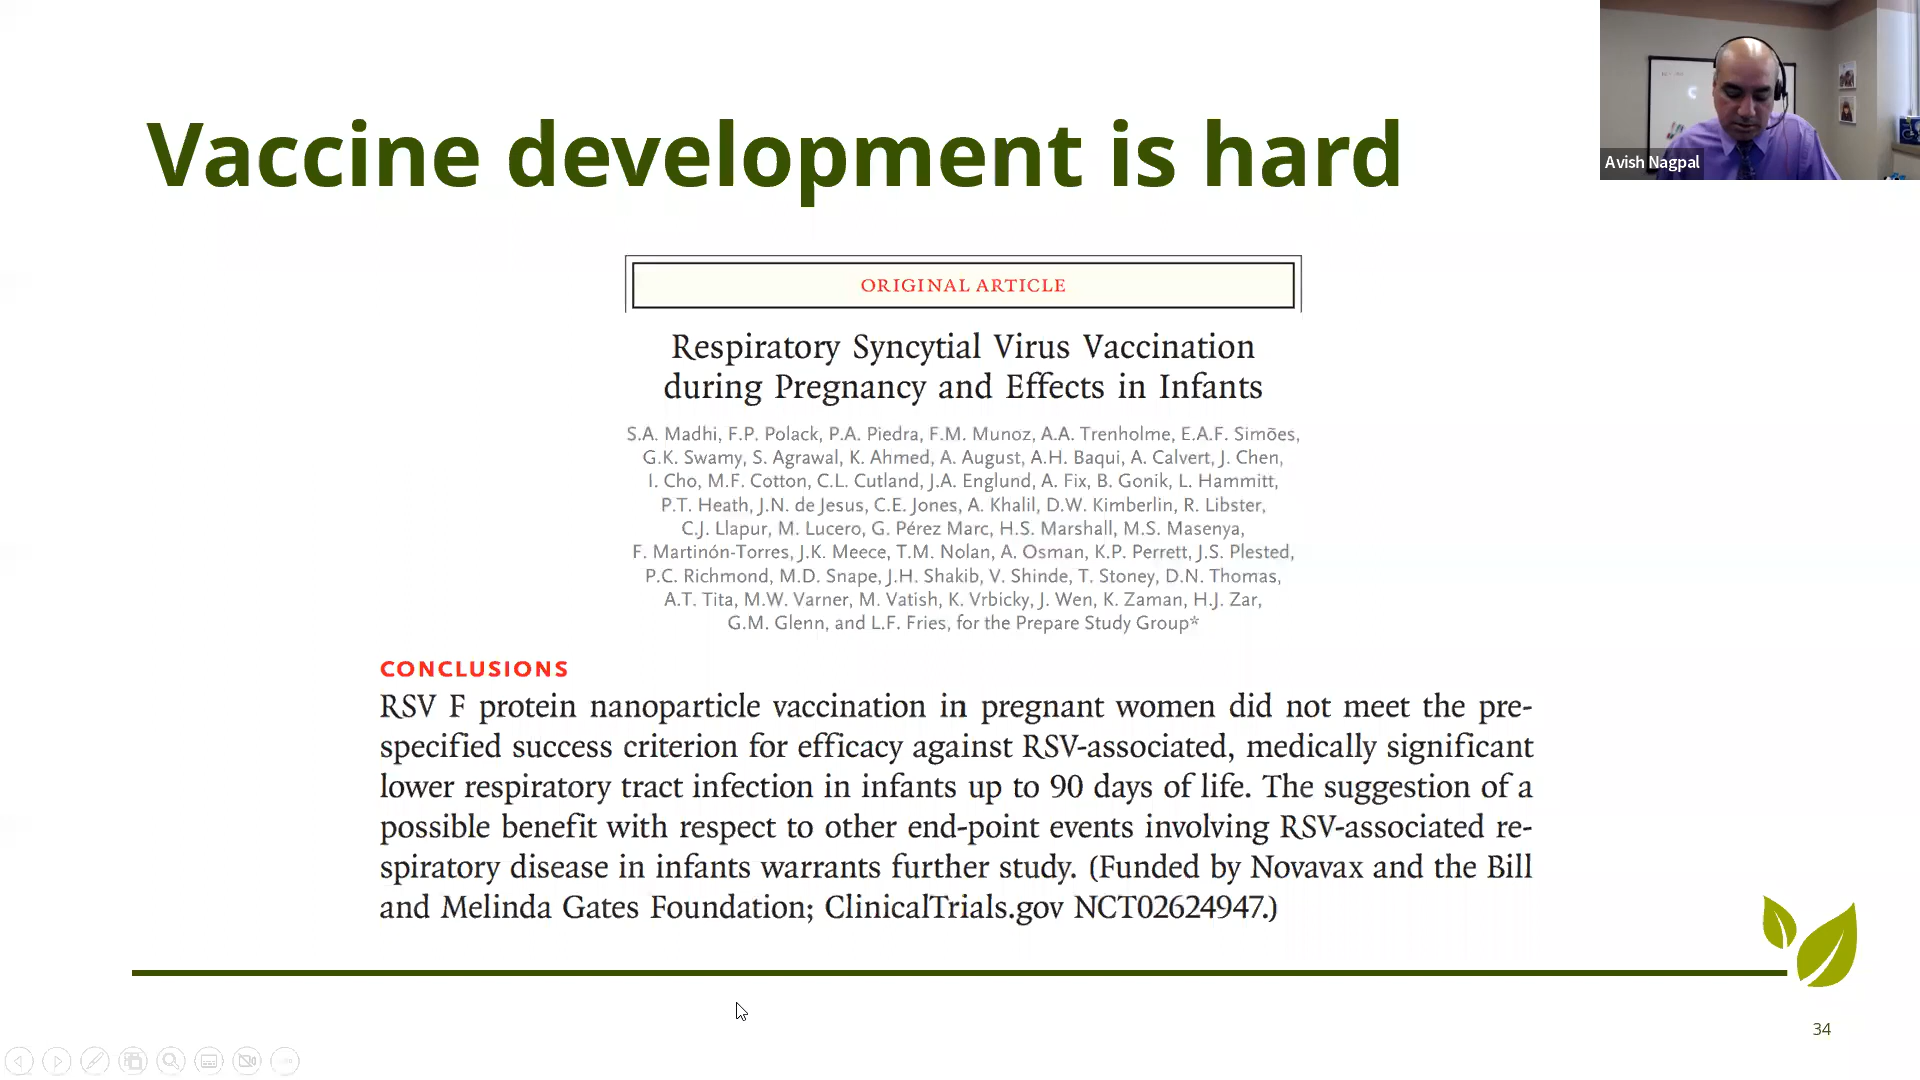 Vaccine development is hard
Avish Nagpal
ORIGINAL ARTICLE
Respiratory Syncytial Virus Vaccination
during Pregnancy and Effects in Infants
S.A. Madhi, F.P. Polack, P.A. Piedra, F.M. Munoz, A.A. Trenholme, E.A.F. Simões,
G.K. Swamy, S. Agrawal, K. Ahmed, A. August, A.H. Baqui, A. Calvert, J. Chen,
I. Cho, M.F. Cotton, C.L. Cutland, J.A. Englund, A. Fix, B. Gonik, L. Hammitt,
P.T. Heath, J.N. de Jesus, C.E. Jones, A. Khalil, D.W. Kimberlin, R. Libster,
C.J. Llapur, M. Lucero, G. Pérez Marc, H.S. Marshall, M.S. Masenya,
F. Martinón-Torres, J.K. Meece, T.M. Nolan, A. Osman, K.P. Perrett, J.S. Plested,
P.C. Richmond, M.D. Snape, J.H. Shakib, V. Shinde, T. Stoney, D.N. Thomas,
A.T. Tita, M.W. Varner, M. Vatish, K. Vrbicky, J. Wen, K. Zaman, H.J. Zar,
G.M. Glenn, and L.F. Fries, for the Prepare Study Group*
CONCLUSIONS
RSV F protein nanoparticle vaccination in pregnant women did not meet the pre-
specified success criterion for efficacy against RSV-associated, medically significant
lower respiratory tract infection in infants up to 90 days of life. The suggestion of a
possible benefit with respect to other end-point events involving RSV-associated re-
spiratory disease in infants warrants further study. (Funded by Novavax and the Bill
and Melinda Gates Foundation; ClinicalTrials.gov NCT02624947.)
34